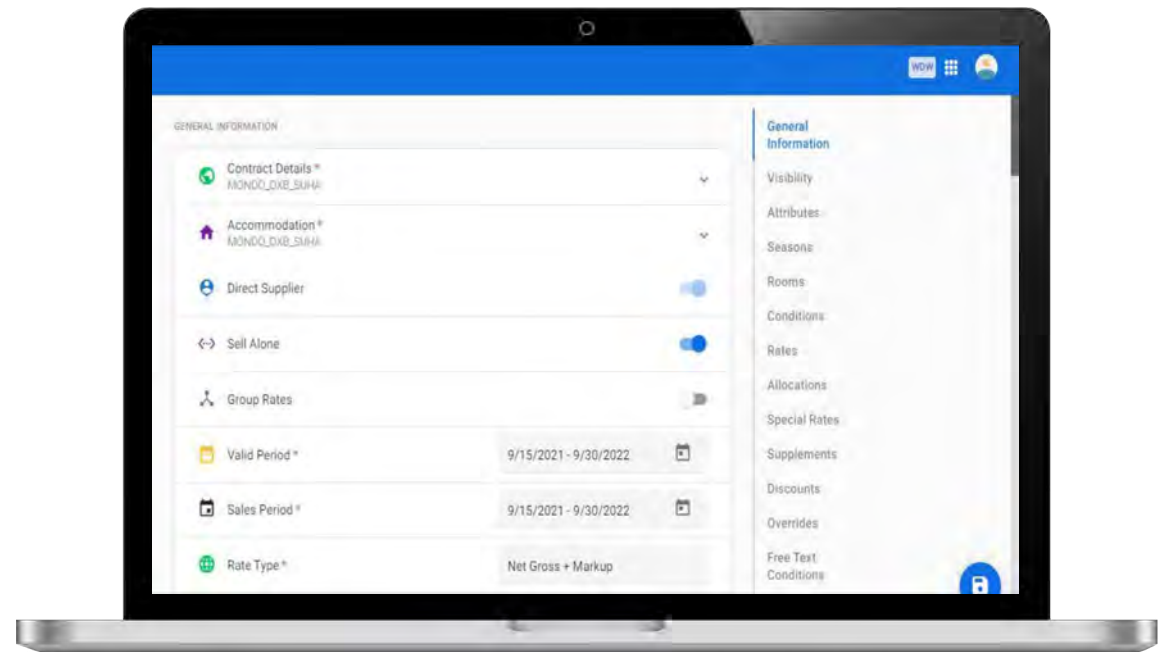 WDW
GENERAL INFORMATION
Contract Details *
MONDO_DXB_SUHA
Accommodation *
MONDO_DXB_SUHA
Direct Supplier
Sell Alone
Group Rates
Valid Period *
9/15/2021 - 9/30/2022
Sales Period *
9/15/2021 - 9/30/2022
Rate Type *
Net Gross + Markup
General
Information
Visibility
Attributes
Seasons
Rooms
Conditions
Rates
Allocations
Special Rates
Supplements
Discounts
Overrides
Free Text
Conditions